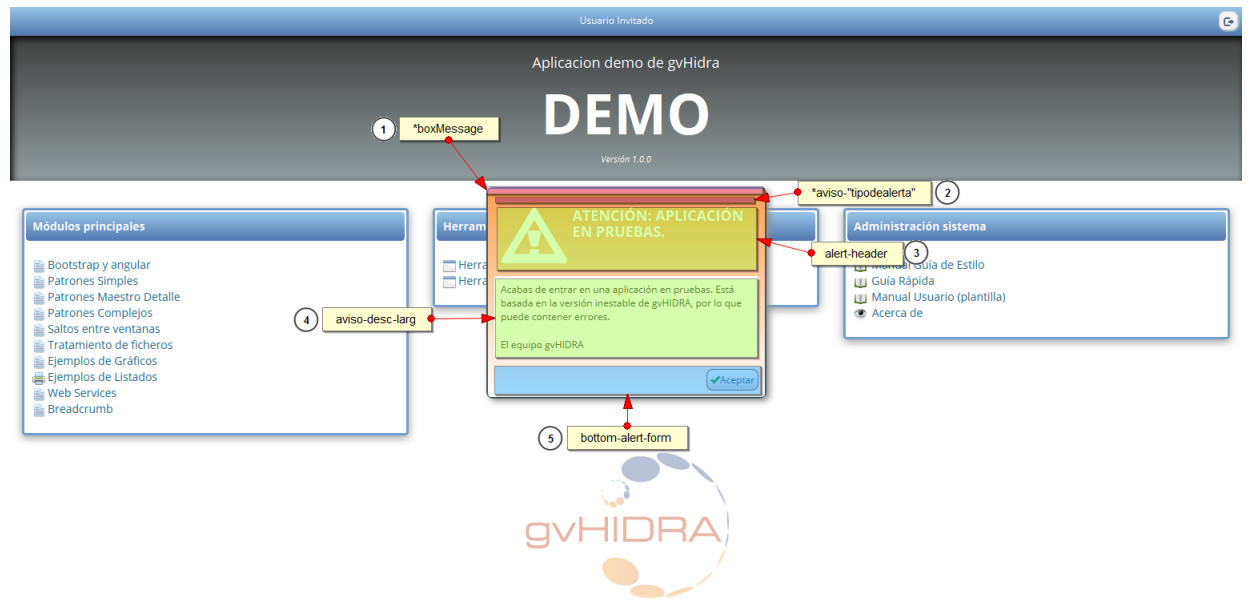 Usuario Invitado
Aplicacion demo de gvHidra
DEMO
Versión 1.0.0
1 *boxMessage
*aviso-"tipodealerta" 2
alert-header 3
4 aviso-desc-larg
5 bottom-alert-form
Módulos principales
Bootstrap y angular
Patrones Simples
Patrones Maestro Detalle
Patrones Complejos
Saltos entre ventanas
Tratamiento de ficheros
Ejemplos de Gráficos
Ejemplos de Listados
Web Services
Breadcrumb
Herram
Herra
Herra
ATENCIÓN: APLICACIÓN
EN PRUEBAS.
Acabas de entrar en una aplicación en pruebas. Está
basada en la versión inestable de gvHIDRA, por lo que
puede contener errores.
El equipo gvHIDRA
Aceptar
Administración sistema
Manual Guía de Estilo
Guía Rápida
Manual Usuario (plantilla)
Acerca de
gvHIDRA